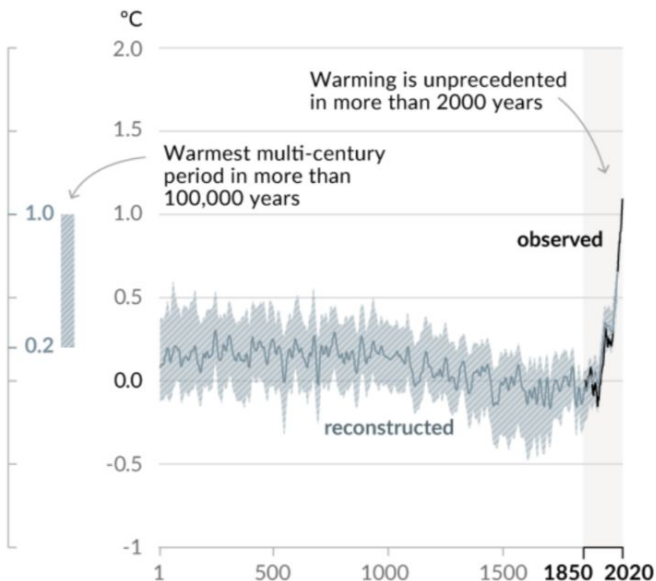 °C
2.0
Warming is unprecedented
in more than 2000 years
1.5
Warmest multi-century
period in more than
100,000 years
1.0
1.0
observed
0.5
0.2
0.0
reconstructed
-0.5
-1
1
500
1000
1500
1850
2020